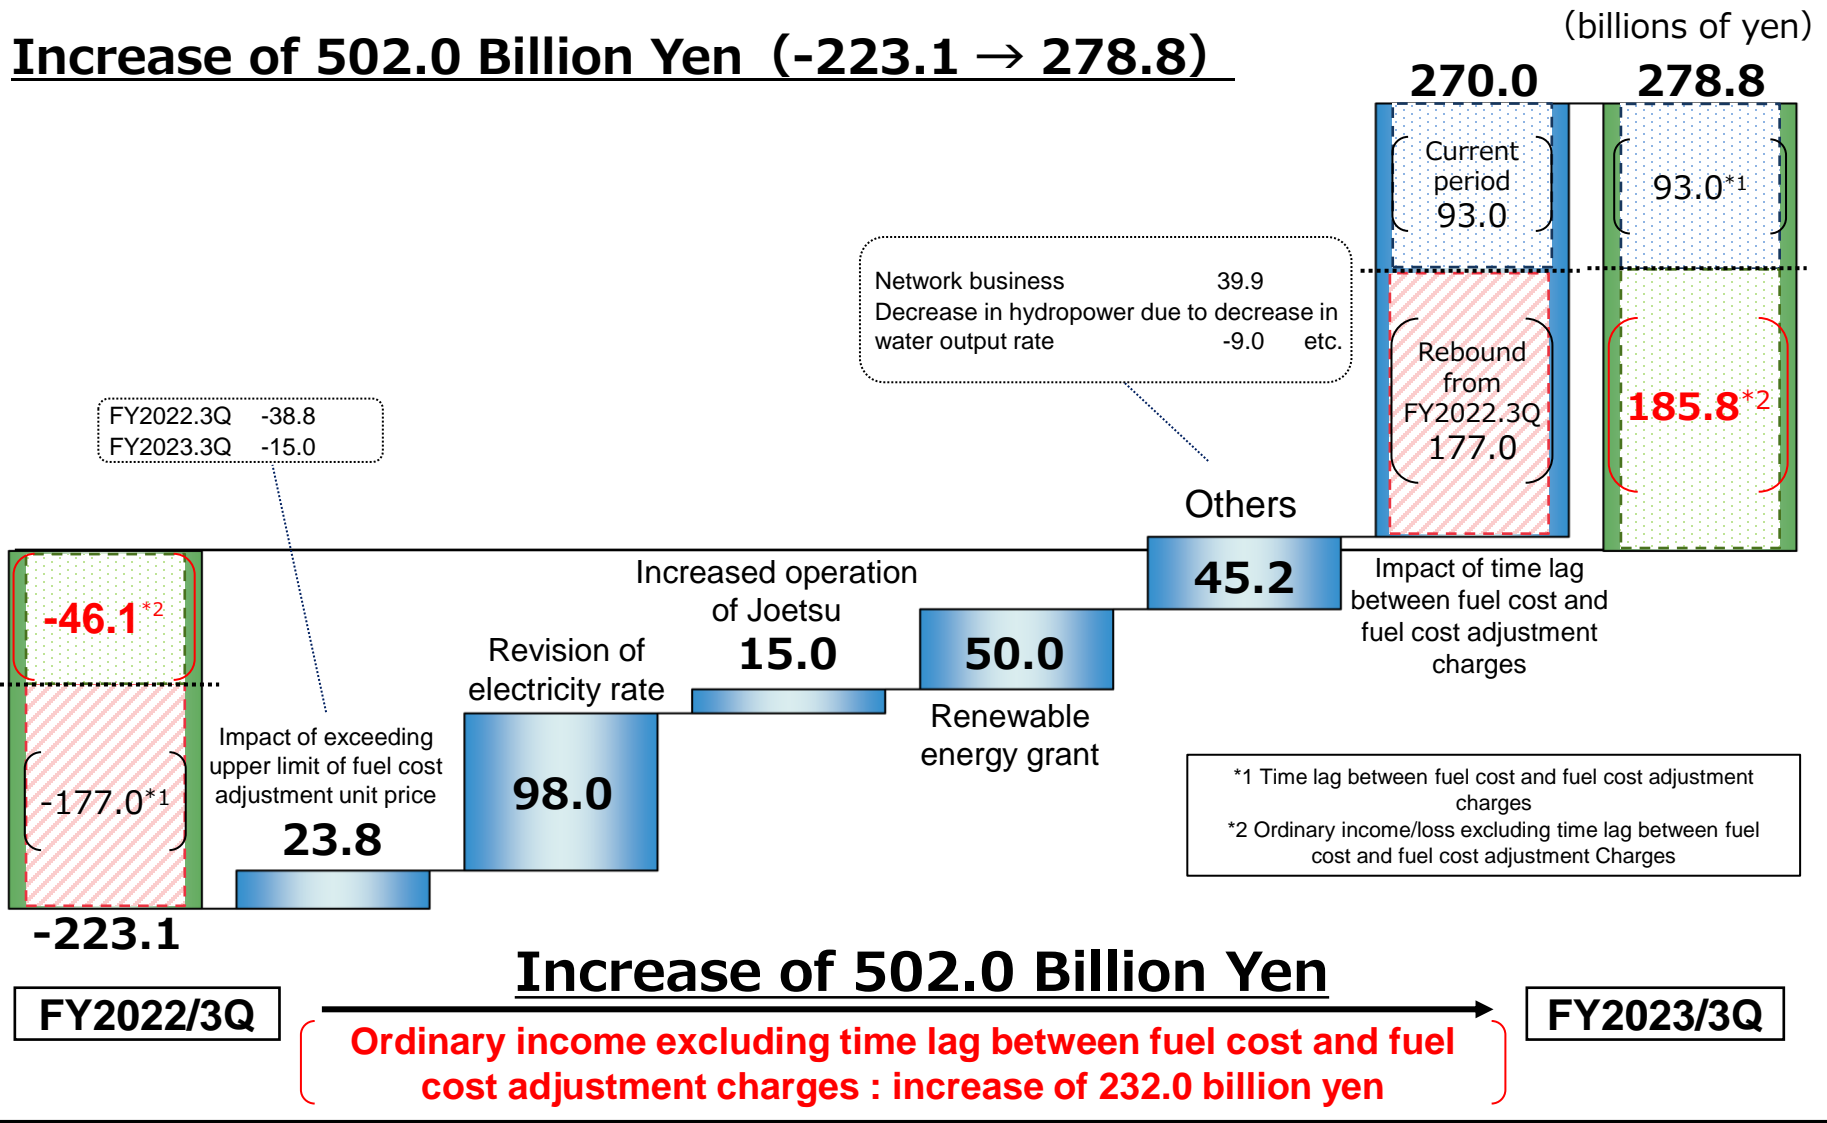 (billions of yen)
Increase of 502.0 Billion Yen (-223.1 → 278.8)
270.0
278.8
Current
period
93.0
93.0*1
Network business 39.9
Decrease in hydropower due to decrease in
water output rate -9.0 etc.
Rebound
from
FY2022.3Q
177.0
185.8*2
FY2022.3Q -38.8
FY2023.3Q -15.0
Others
45.2
Impact of time lag
between fuel cost and
fuel cost adjustment
charges
Increased operation
of Joetsu
15.0
50.0
Renewable
energy grant
Revision of
electricity rate
98.0
-46.1*2
-177.0*1
-223.1
Impact of exceeding
upper limit of fuel cost
adjustment unit price
23.8
*1 Time lag between fuel cost and fuel cost adjustment
charges
*2 Ordinary income/loss excluding time lag between fuel
cost and fuel cost adjustment Charges
Increase of 502.0 Billion Yen
FY2022/3Q
FY2023/3Q
Ordinary income excluding time lag between fuel cost and fuel
cost adjustment charges : increase of 232.0 billion yen